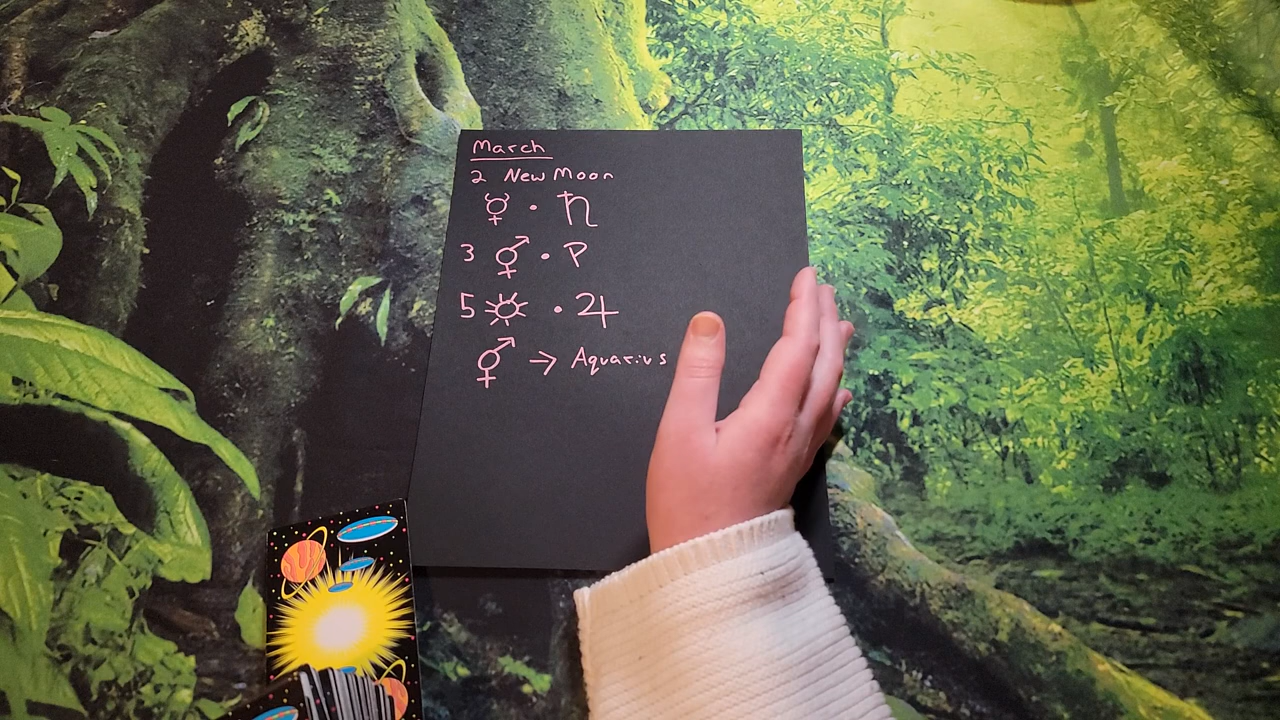 March
2 New Moon
☿ • ♄
3 ⚥ • P
5 ☼ • ♃
⚥ → Aquarius